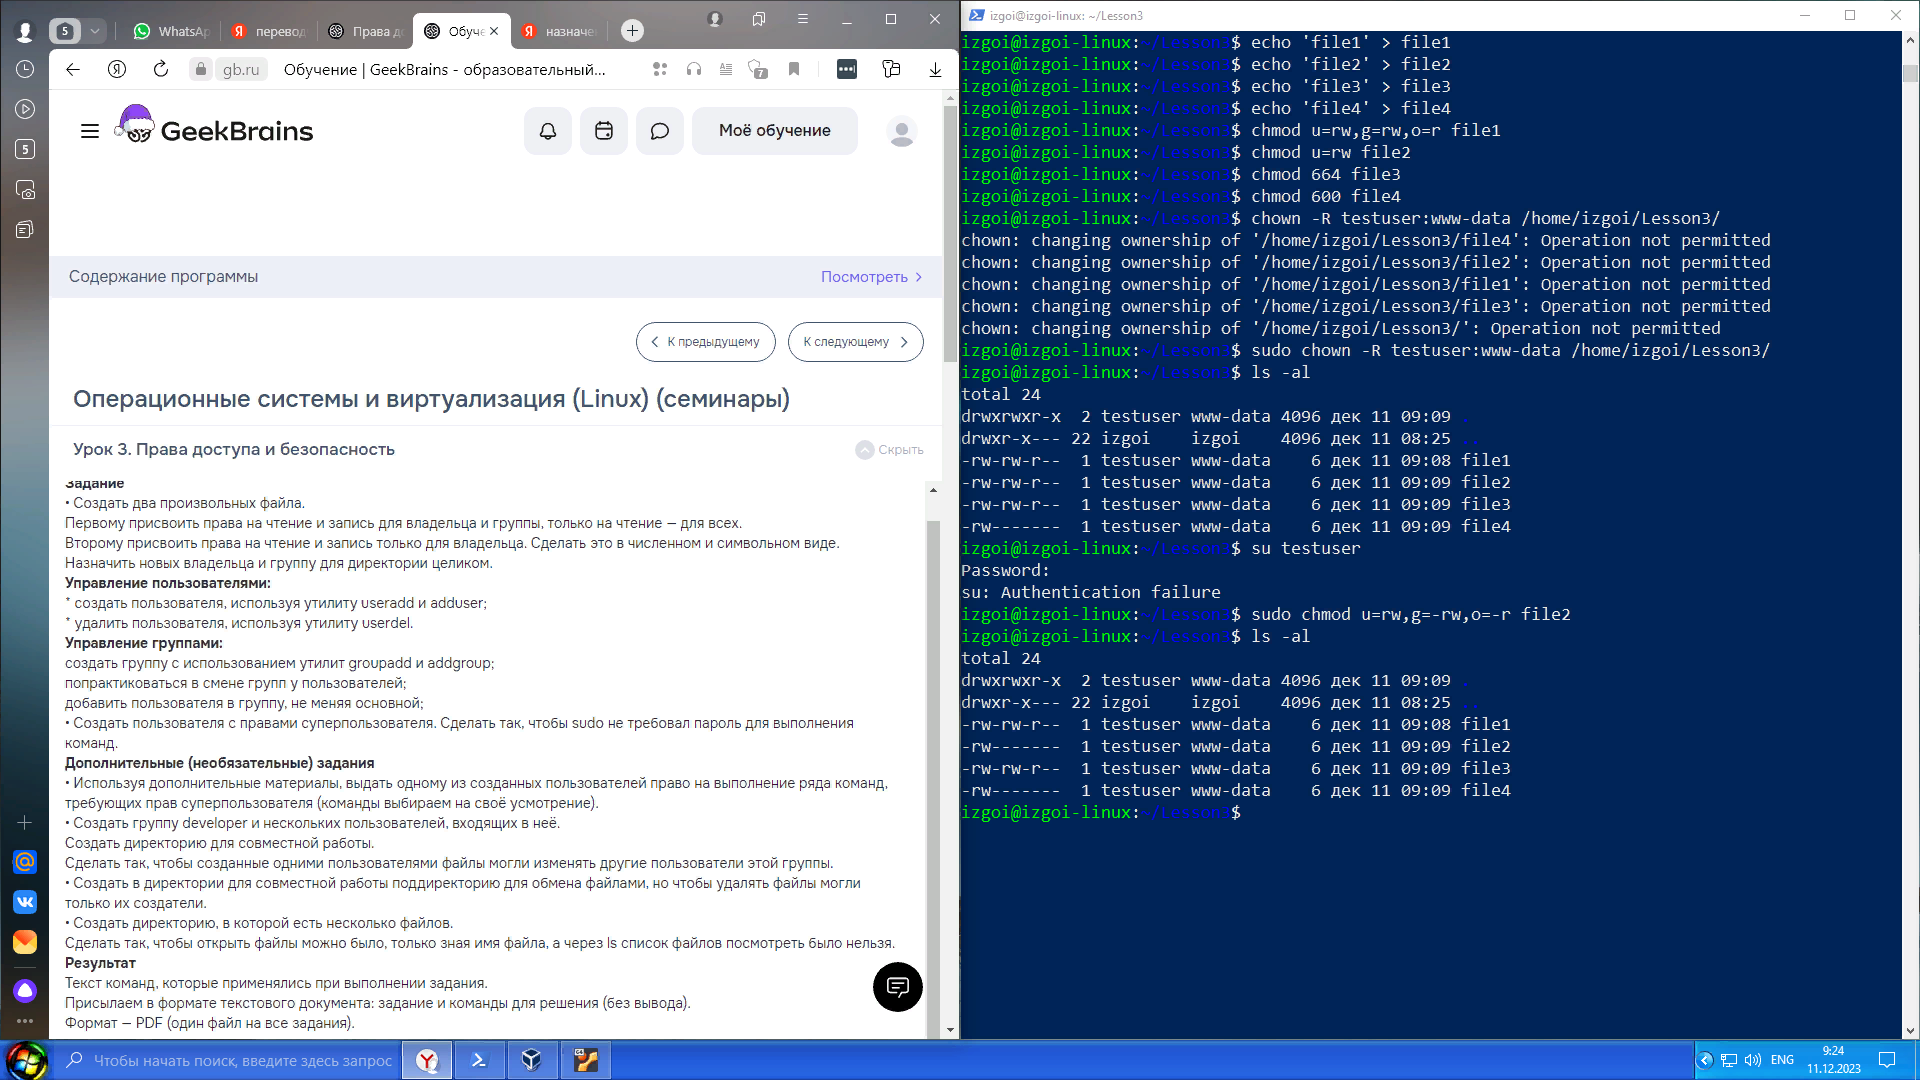 5
WhatsAp
перевод
Права до
Обуче
назначе
gb.ru
Обучение | GeekBrains - образовательный...
7
5
GeekBrains
Моё обучение
Содержание программы
Посмотреть
К предыдущему
К следующему
Операционные системы и виртуализация (Linux) (семинары)
Урок 3. Права доступа и безопасность
Скрыть
Задание
• Создать два произвольных файла.
Первому присвоить права на чтение и запись для владельца и группы, только на чтение — для всех.
Второму присвоить права на чтение и запись только для владельца. Сделать это в численном и символьном виде.
Назначить новых владельца и группу для директории целиком.
Управление пользователями:
* создать пользователя, используя утилиту useradd и adduser;
* удалить пользователя, используя утилиту userdel.
Управление группами:
создать группу с использованием утилит groupadd и addgroup;
попрактиковаться в смене групп у пользователей;
добавить пользователя в группу, не меняя основной;
• Создать пользователя с правами суперпользователя. Сделать так, чтобы sudo не требовал пароль для выполнения
команд.
Дополнительные (необязательные) задания
• Используя дополнительные материалы, выдать одному из созданных пользователей право на выполнение ряда команд,
требующих прав суперпользователя (команды выбираем на своё усмотрение).
• Создать группу developer и нескольких пользователей, входящих в неё.
Создать директорию для совместной работы.
Сделать так, чтобы созданные одними пользователями файлы могли изменять другие пользователи этой группы.
• Создать в директории для совместной работы поддиректорию для обмена файлами, но чтобы удалять файлы могли
только их создатели.
• Создать директорию, в которой есть несколько файлов.
Сделать так, чтобы открыть файлы можно было, только зная имя файла, а через ls список файлов посмотреть было нельзя.
Результат
Текст команд, которые применялись при выполнении задания.
Присылаем в формате текстового документа: задание и команды для решения (без вывода).
Формат — PDF (один файл на все задания).
izgoi@izgoi-linux: ~/Lesson3
izgoi@izgoi-linux:~/Lesson3$ echo 'file1' > file1
izgoi@izgoi-linux:~/Lesson3$ echo 'file2' > file2
izgoi@izgoi-linux:~/Lesson3$ echo 'file3' > file3
izgoi@izgoi-linux:~/Lesson3$ echo 'file4' > file4
izgoi@izgoi-linux:~/Lesson3$ chmod u=rw,g=rw,o=r file1
izgoi@izgoi-linux:~/Lesson3$ chmod u=rw file2
izgoi@izgoi-linux:~/Lesson3$ chmod 664 file3
izgoi@izgoi-linux:~/Lesson3$ chmod 600 file4
izgoi@izgoi-linux:~/Lesson3$ chown -R testuser:www-data /home/izgoi/Lesson3/
chown: changing ownership of '/home/izgoi/Lesson3/file4': Operation not permitted
chown: changing ownership of '/home/izgoi/Lesson3/file2': Operation not permitted
chown: changing ownership of '/home/izgoi/Lesson3/file1': Operation not permitted
chown: changing ownership of '/home/izgoi/Lesson3/file3': Operation not permitted
chown: changing ownership of '/home/izgoi/Lesson3/': Operation not permitted
izgoi@izgoi-linux:~/Lesson3$ sudo chown -R testuser:www-data /home/izgoi/Lesson3/
izgoi@izgoi-linux:~/Lesson3$ ls -al
total 24
drwxrwxr-x  2 testuser www-data 4096 дек 11 09:09 .
drwxr-x--- 22 izgoi    izgoi    4096 дек 11 08:25 ..
-rw-rw-r--  1 testuser www-data    6 дек 11 09:08 file1
-rw-rw-r--  1 testuser www-data    6 дек 11 09:09 file2
-rw-rw-r--  1 testuser www-data    6 дек 11 09:09 file3
-rw-------  1 testuser www-data    6 дек 11 09:09 file4
izgoi@izgoi-linux:~/Lesson3$ su testuser
Password:
su: Authentication failure
izgoi@izgoi-linux:~/Lesson3$ sudo chmod u=rw,g=-rw,o=-r file2
izgoi@izgoi-linux:~/Lesson3$ ls -al
total 24
drwxrwxr-x  2 testuser www-data 4096 дек 11 09:09 .
drwxr-x--- 22 izgoi    izgoi    4096 дек 11 08:25 ..
-rw-rw-r--  1 testuser www-data    6 дек 11 09:08 file1
-rw-------  1 testuser www-data    6 дек 11 09:09 file2
-rw-rw-r--  1 testuser www-data    6 дек 11 09:09 file3
-rw-------  1 testuser www-data    6 дек 11 09:09 file4
izgoi@izgoi-linux:~/Lesson3$
Чтобы начать поиск, введите здесь запрос
ENG
9:24
11.12.2023